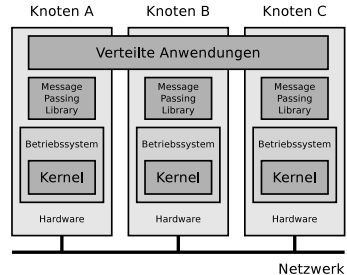 Knoten A Knoten B Knoten C
Verteilte Anwendungen
Message
Passing
Library
Message
Passing
Library
Message
Passing
Library
Betriebssystem
Kernel
Betriebssystem
Kernel
Betriebssystem
Kernel
Hardware
Hardware
Hardware
Netzwerk